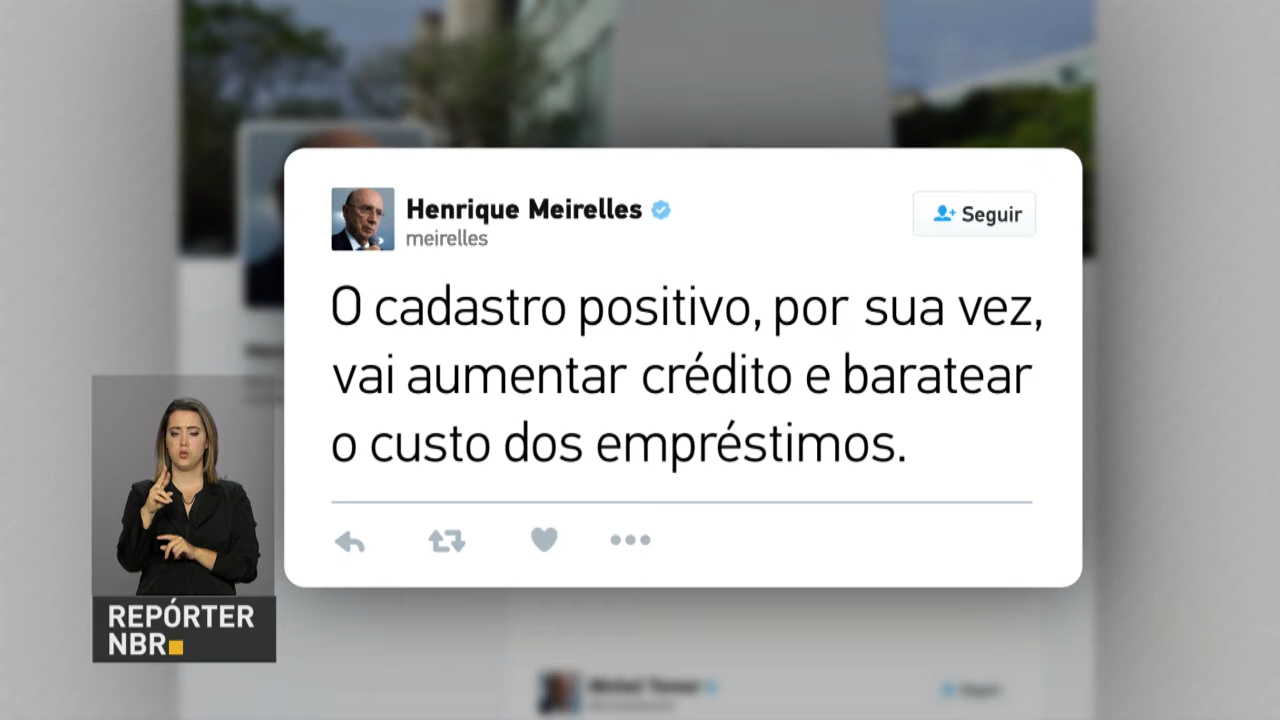 Henrique Meirelles
meirelles
Seguir
O cadastro positivo, por sua vez,
vai aumentar crédito e baratear
o custo dos empréstimos.
REPÓRTER
NBR